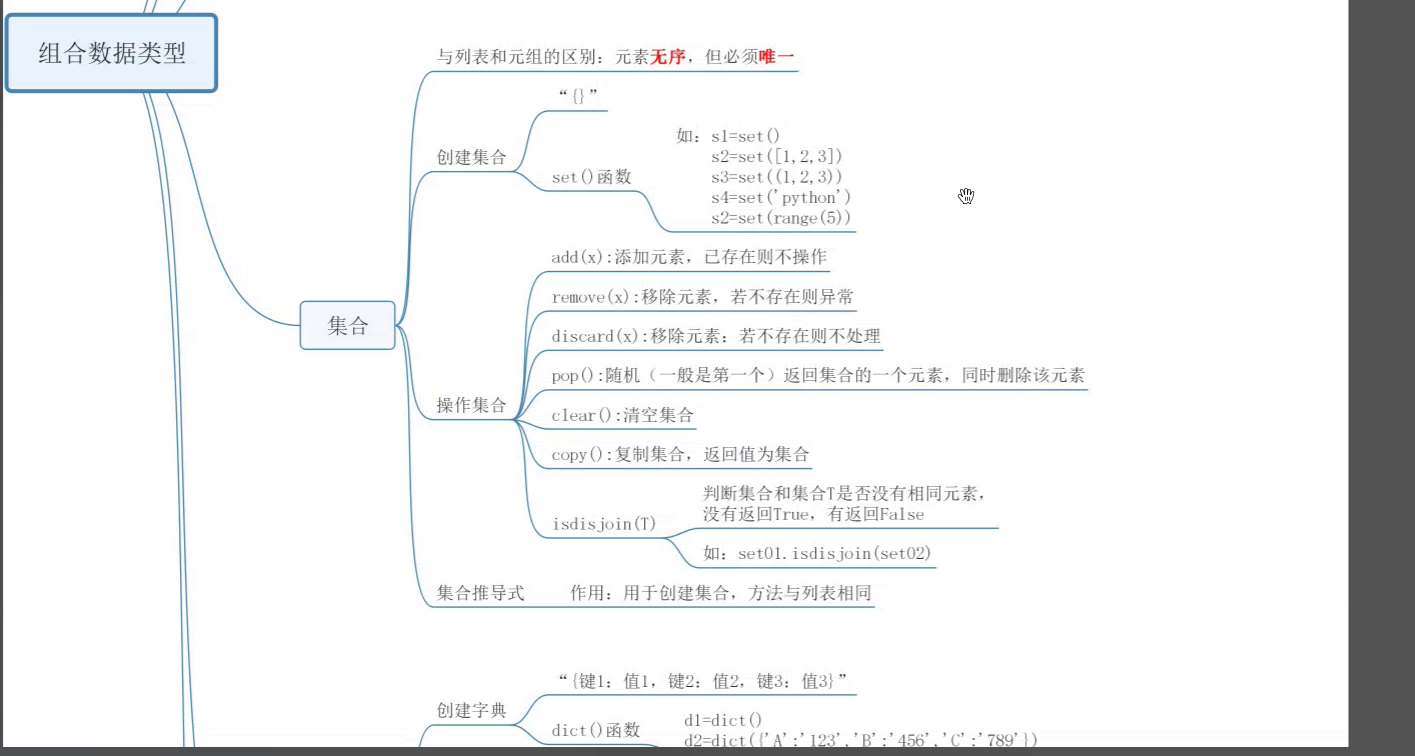 组合数据类型
与列表和元组的区别：元素无序，但必须唯一
“{}”
创建集合
set()函数
如：s1=set()
s2=set([1,2,3])
s3=set((1,2,3))
s4=set('python')
s2=set(range(5))
集合
操作集合
add(x):添加元素，已存在则不操作
remove(x):移除元素，若不存在则异常
discard(x):移除元素：若不存在则不处理
pop():随机（一般是第一个）返回集合的一个元素，同时删除该元素
clear():清空集合
copy():复制集合，返回值为集合
isdisjoin(T)
判断集合和集合T是否没有相同元素，
没有返回True，有返回False
如：set01.isdisjoin(set02)
集合推导式 作用：用于创建集合，方法与列表相同
“{键1：值1，键2：值2，键3：值3}”
创建字典
dict()函数
d1=dict()
d2=dict({'A':'123','B':'456','C':'789'})